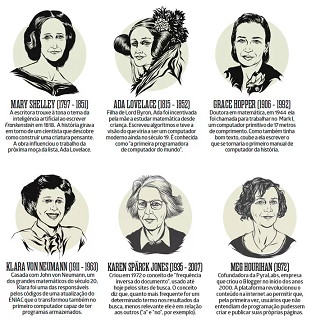 MARY SHELLEY (1797 - 1851)
A escritora trouxe à tona o tema da
inteligência artificial ao escrever
Frankenstein em 1818. A história girava
em torno de um cientista que descobre
como construir uma criatura pensante.
A obra influenciou o trabalho da
próxima moça da lista, Ada Lovelace.
ADA LOVELACE (1815 - 1852)
Filha de Lord Byron, Ada foi incentivada
pela mãe a estudar matemática desde
criança. Escreveu algoritmos e teve a
visão do que viria a ser um computador
moderno ainda no século 19. É conhecida
como "a primeira programadora
de computador do mundo".
GRACE HOPPER (1906 - 1992)
Doutora em matemática, em 1944 ela
foi chamada para trabalhar no Mark I,
um computador primitivo de 17 metros
de comprimento. Como também tinha
bom texto, coube a ela escrever o
que se tornaria o primeiro manual de
computador da história.
KLARA VON NEUMANN (1911 - 1963)
Casada com John von Neumann, um
dos grandes matemáticos do século 20,
Klara foi uma das responsáveis
pelos códigos de uma atualização do
ENIAC que o transformou também no
primeiro computador capaz de ter
programas armazenados.
KAREN SPÄRCK JONES (1935 - 2007)
Criou em 1972 o conceito de "frequência
inversa do documento", usado até
hoje pelos sites de busca. O conceito
diz que, quanto mais frequente for um
determinado termo nos resultados da
busca, menos relevante ele é em relação
aos outros ("a" e "no", por exemplo).
MEG HOURIHAN (1972)
Cofundadora da PyraLabs, empresa
que criou o Blogger no início dos anos
2000. A plataforma revolucionou o
conteúdo na internet ao permitir que,
pela primeira vez, usuários que não
entendiam de programação pudessem
criar e publicar suas próprias páginas.